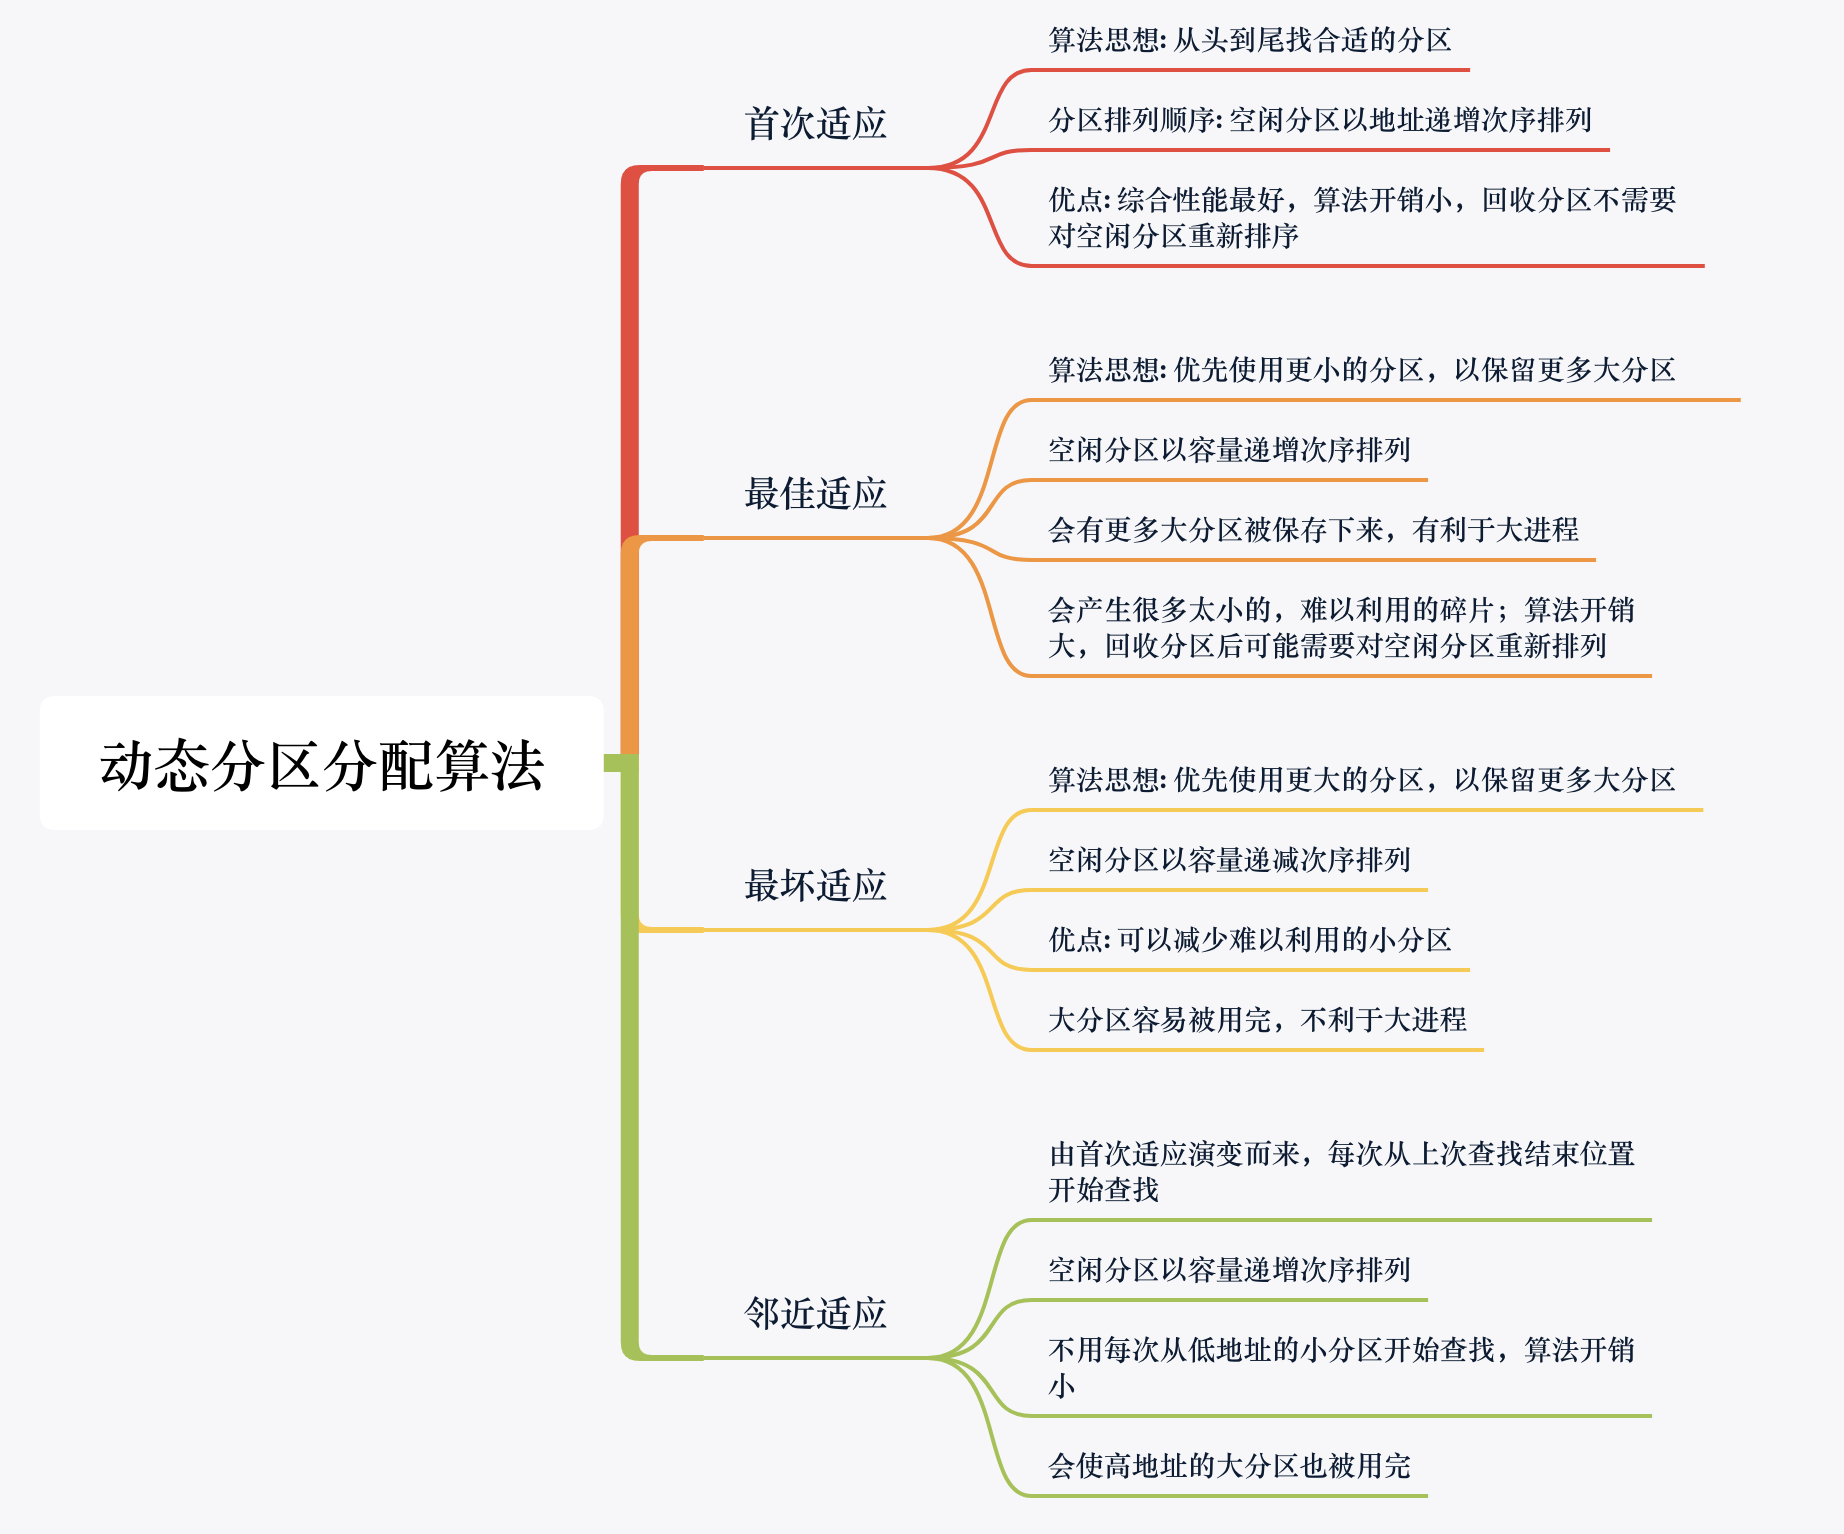 动态分区分配算法
首次适应
算法思想: 从头到尾找合适的分区
分区排列顺序: 空闲分区以地址递增次序排列
优点: 综合性能最好，算法开销小，回收分区不需要
对空闲分区重新排序
最佳适应
算法思想: 优先使用更小的分区，以保留更多大分区
空闲分区以容量递增次序排列
会有更多大分区被保存下来，有利于大进程
会产生很多太小的，难以利用的碎片；算法开销
大，回收分区后可能需要对空闲分区重新排列
最坏适应
算法思想: 优先使用更大的分区，以保留更多大分区
空闲分区以容量递减次序排列
优点: 可以减少难以利用的小分区
大分区容易被用完，不利于大进程
邻近适应
由首次适应演变而来，每次从上次查找结束位置
开始查找
空闲分区以容量递增次序排列
不用每次从低地址的小分区开始查找，算法开销
小
会使高地址的大分区也被用完